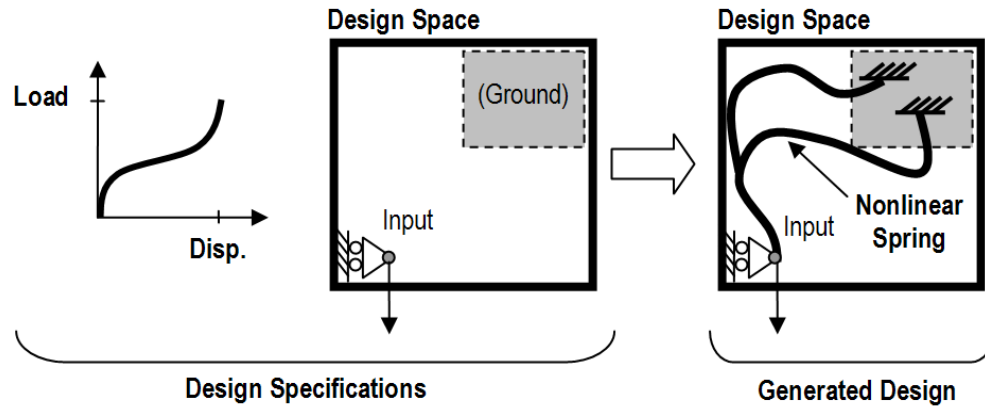 Design Space
Design Space
Load
(Ground)
Input
Disp.
Input
Nonlinear
Spring
Design Specifications
Generated Design